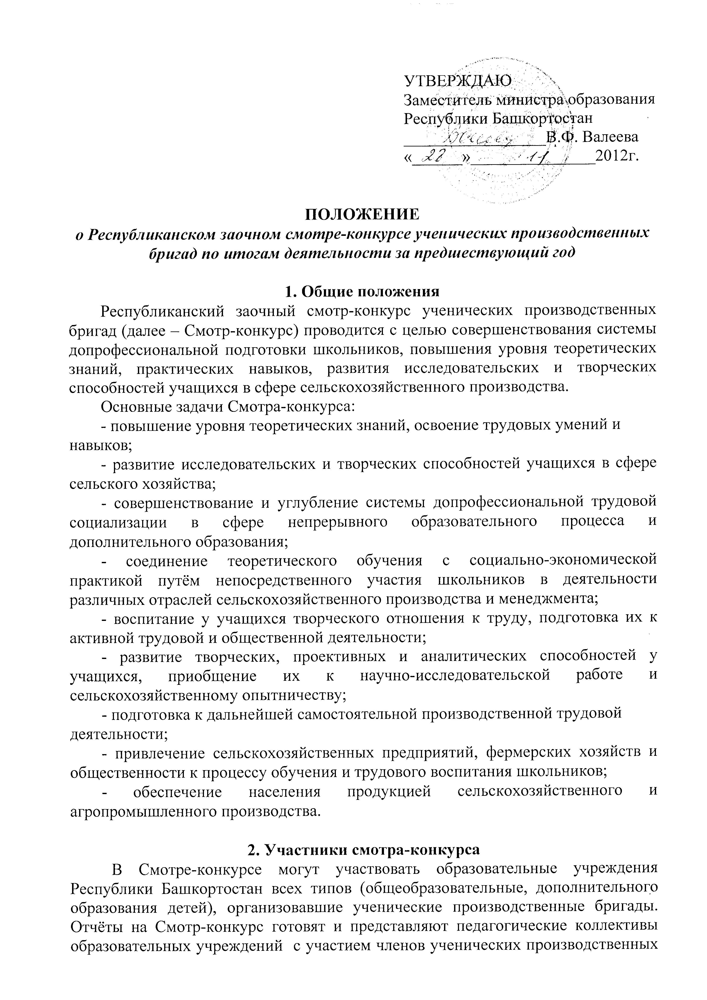 УТВЕРЖДАЮ
Заместитель министра образования
Республики Башкортостан
В.Ф. Валеева
« 22 » 11 2012г.
ПОЛОЖЕНИЕ
о Республиканском заочном смотре-конкурсе ученических производственных
бригад по итогам деятельности за предшествующий год
1. Общие положения
Республиканский заочный смотр-конкурс ученических производственных
бригад (далее – Смотр-конкурс) проводится с целью совершенствования системы
допрофессиональной подготовки школьников, повышения уровня теоретических
знаний, практических навыков, развития исследовательских и творческих
способностей учащихся в сфере сельскохозяйственного производства.
Основные задачи Смотра-конкурса:
- повышение уровня теоретических знаний, освоение трудовых умений и
навыков;
- развитие исследовательских и творческих способностей учащихся в сфере
сельского хозяйства;
- совершенствование и углубление системы допрофессиональной трудовой
социализации в сфере непрерывного образовательного процесса и
дополнительного образования;
- соединение теоретического обучения с социально-экономической
практикой путём непосредственного участия школьников в деятельности
различных отраслей сельскохозяйственного производства и менеджмента;
- воспитание у учащихся творческого отношения к труду, подготовка их к
активной трудовой и общественной деятельности;
- развитие творческих, проективных и аналитических способностей у
учащихся, приобщение их к научно-исследовательской работе и
сельскохозяйственному опытничеству;
- подготовка к дальнейшей самостоятельной производственной трудовой
деятельности;
- привлечение сельскохозяйственных предприятий, фермерских хозяйств и
общественности к процессу обучения и трудового воспитания школьников;
- обеспечение населения продукцией сельскохозяйственного и
агропромышленного производства.
2. Участники смотра-конкурса
В Смотре-конкурсе могут участвовать образовательные учреждения
Республики Башкортостан всех типов (общеобразовательные, дополнительного
образования детей), организовавшие ученические производственные бригады.
Отчёты на Смотр-конкурс готовят и представляют педагогические коллективы
образовательных учреждений с участием членов ученических производственных